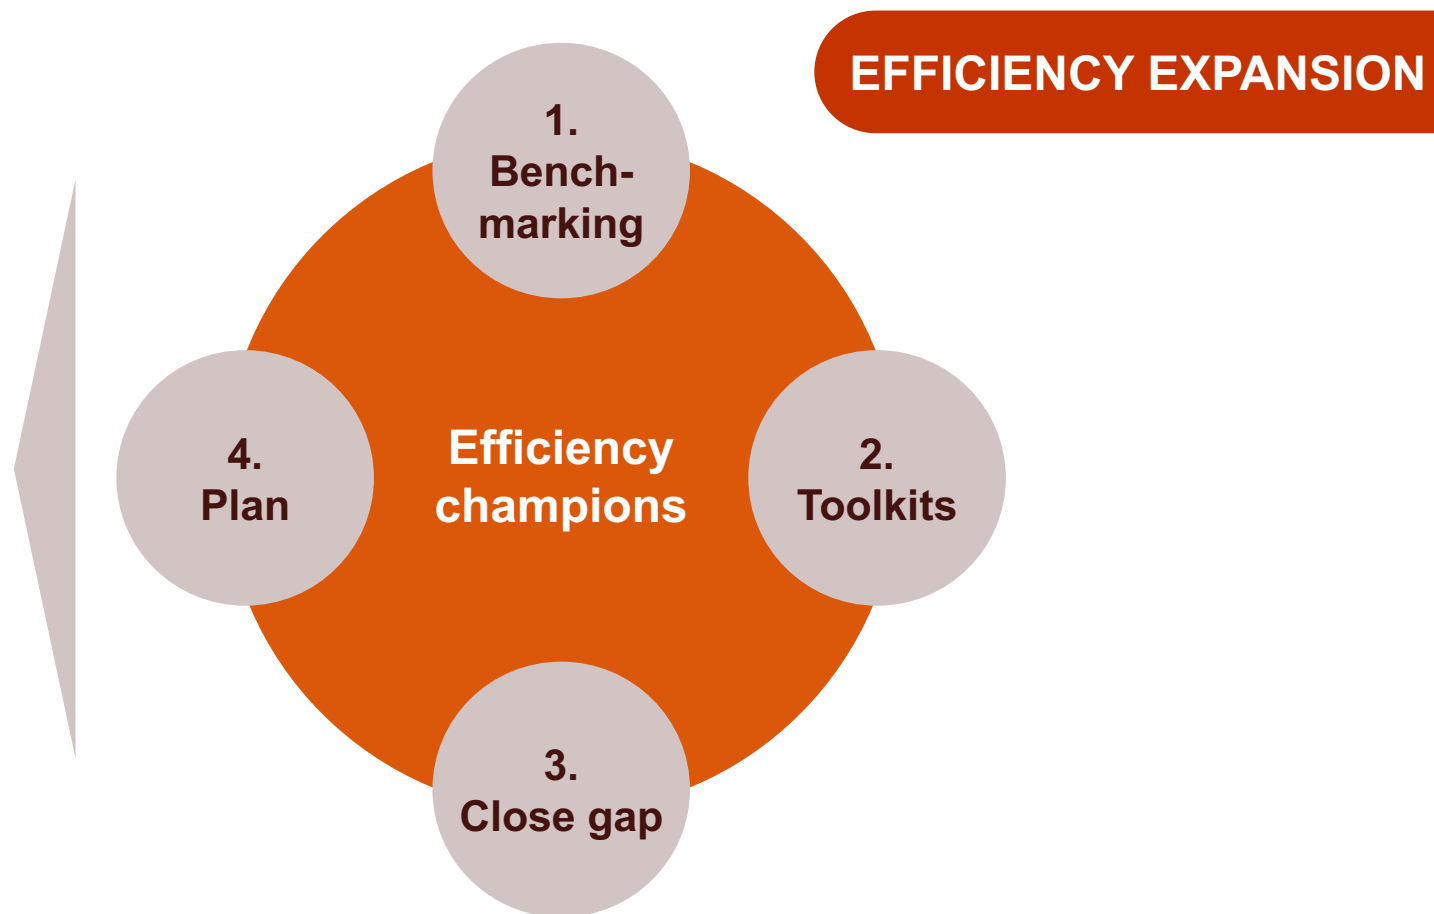 EFFICIENCY EXPANSION
1.
Bench-
marking
4.
Plan
Efficiency
champions
2.
Toolkits
3.
Close gap